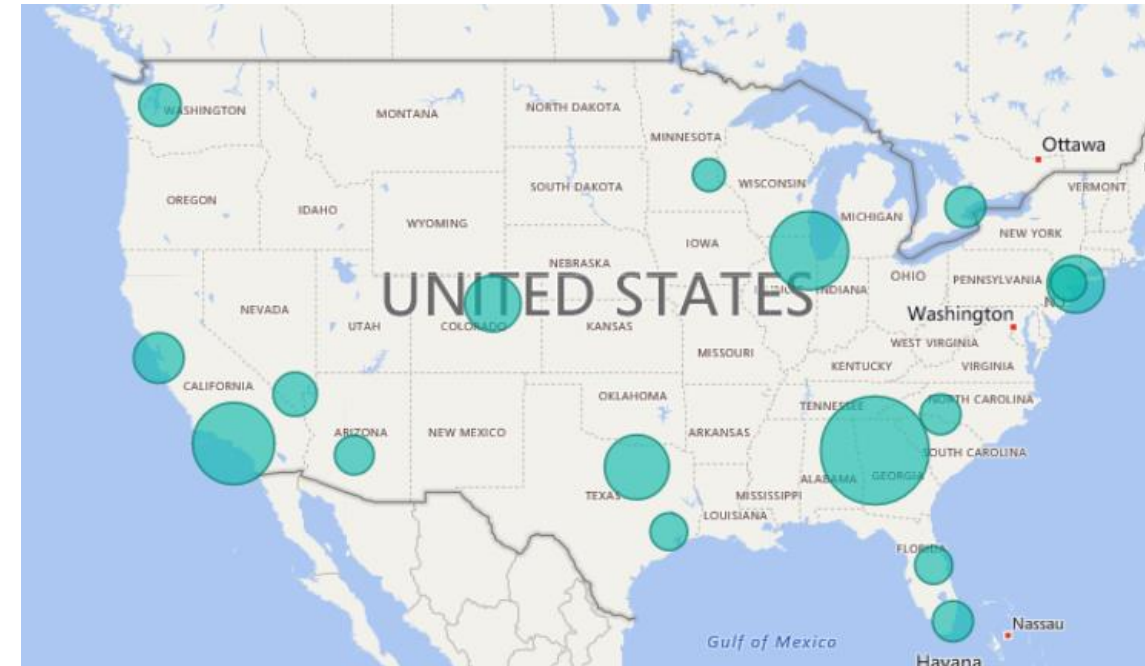 WASHINGTON
MONTANA
NORTH DAKOTA
MINNESOTA
Ottawa
SOUTH DAKOTA
WISCONSIN
VERMONT
OREGON
IDAHO
WYOMING
MICHIGAN
NEW YORK
IOWA
NEBRASKA
UNITED STATES
OHIO
PENNSYLVANIA
INDIANA
NEVADA
UTAH
COLORADO
KANSAS
Washington
WEST VIRGINIA
MISSOURI
KENTUCKY
VIRGINIA
CALIFORNIA
OKLAHOMA
TENNESSEE
NORTH CAROLINA
ARIZONA
NEW MEXICO
ARKANSAS
SOUTH CAROLINA
ALABAMA
GEORGIA
TEXAS
MISSISSIPPI
LOUISIANA
FLORIDA
Gulf of Mexico
Nassau
Havana